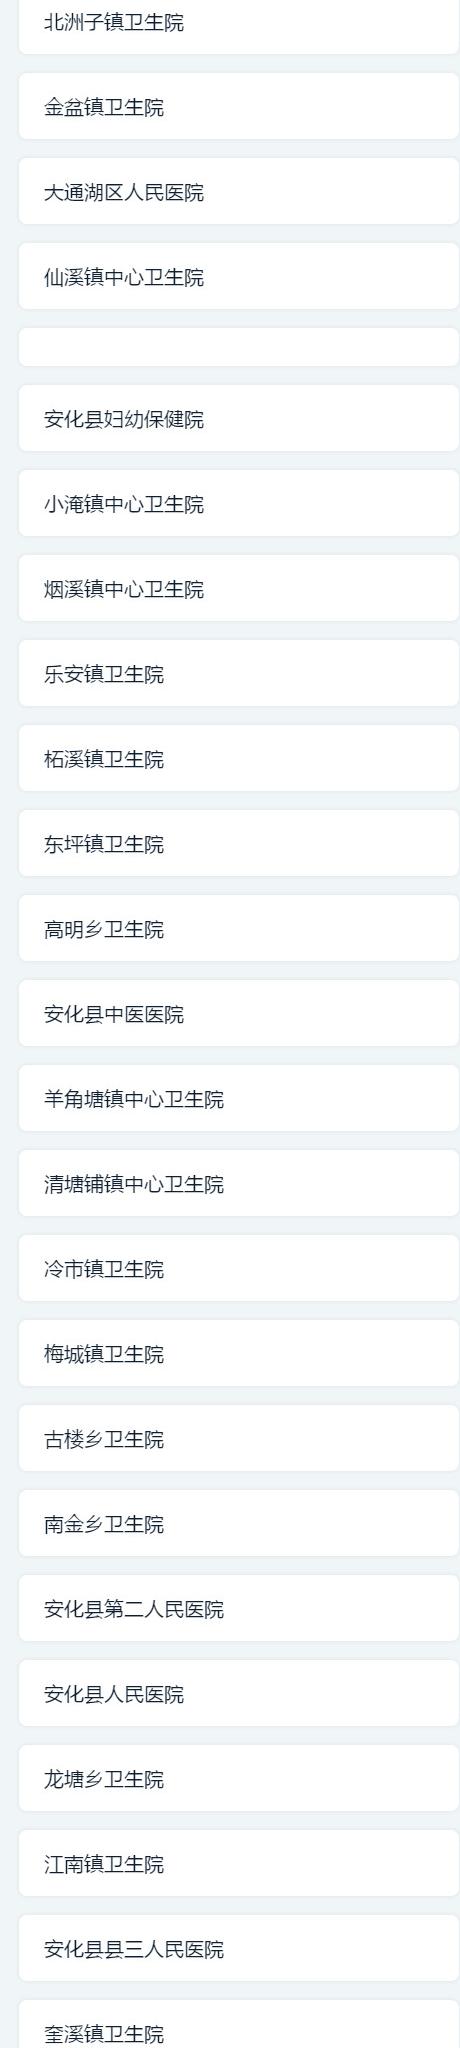 北洲子镇卫生院
金盆镇卫生院
大通湖区人民医院
仙溪镇中心卫生院
安化县妇幼保健院
小淹镇中心卫生院
烟溪镇中心卫生院
乐安镇卫生院
柘溪镇卫生院
东坪镇卫生院
高明乡卫生院
安化县中医医院
羊角塘镇中心卫生院
清塘铺镇中心卫生院
冷市镇卫生院
梅城镇卫生院
古楼乡卫生院
南金乡卫生院
安化县第二人民医院
安化县人民医院
龙塘乡卫生院
江南镇卫生院
安化县县三人民医院
奎溪镇卫生院